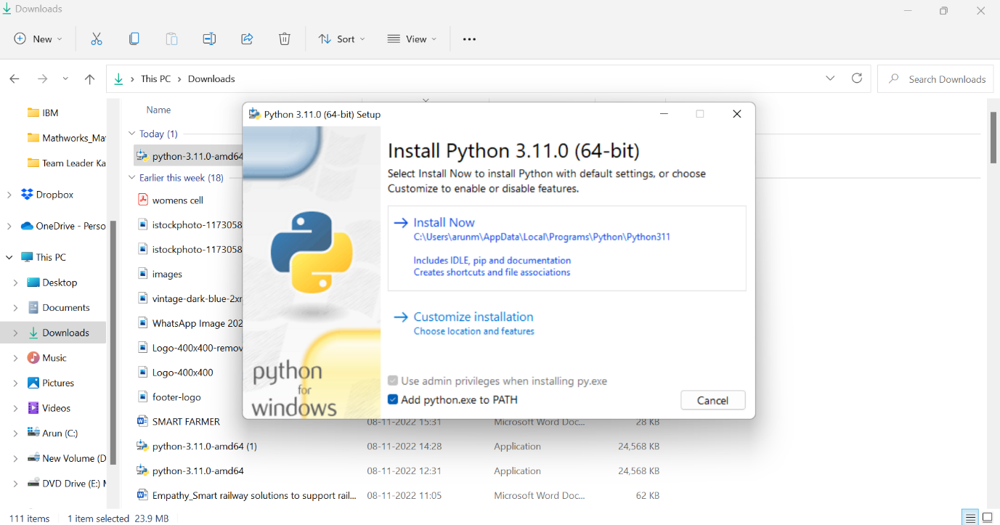 Downloads
New
Sort
View
This PC > Downloads
Search Downloads
IBM
Mathworks_Ma
Team Leader Ka
Dropbox
OneDrive - Perso
This PC
Desktop
Documents
Downloads
Music
Pictures
Videos
Arun (C:)
New Volume (D
DVD Drive (E:)
Name
Today (1)
python-3.11.0-amd64
Earlier this week (18)
womens cell
istockphoto-1173058
istockphoto-1173058
images
vintage-dark-blue-2xr
WhatsApp Image 202
Logo-400x400-remov
Logo-400x400
footer-logo
SMART FARMER 08-11-2022 15:31 Microsoft Word Doc... 28 KB
python-3.11.0-amd64 (1) 08-11-2022 14:28 Application 24,568 KB
python-3.11.0-amd64 08-11-2022 12:31 Application 24,568 KB
Empathy_Smart railway solutions to support rail... 08-11-2022 11:05 Microsoft Word Doc... 62 KB
Python 3.11.0 (64-bit) Setup
Install Python 3.11.0 (64-bit)
Select Install Now to install Python with default settings, or choose
Customize to enable or disable features.
Install Now
C:\Users\arunm\AppData\Local\Programs\Python\Python311
Includes IDLE, pip and documentation
Creates shortcuts and file associations
Customize installation
Choose location and features
Use admin privileges when installing py.exe
Add python.exe to PATH
Cancel
python
for
windows
111 items 1 item selected 23.9 MB